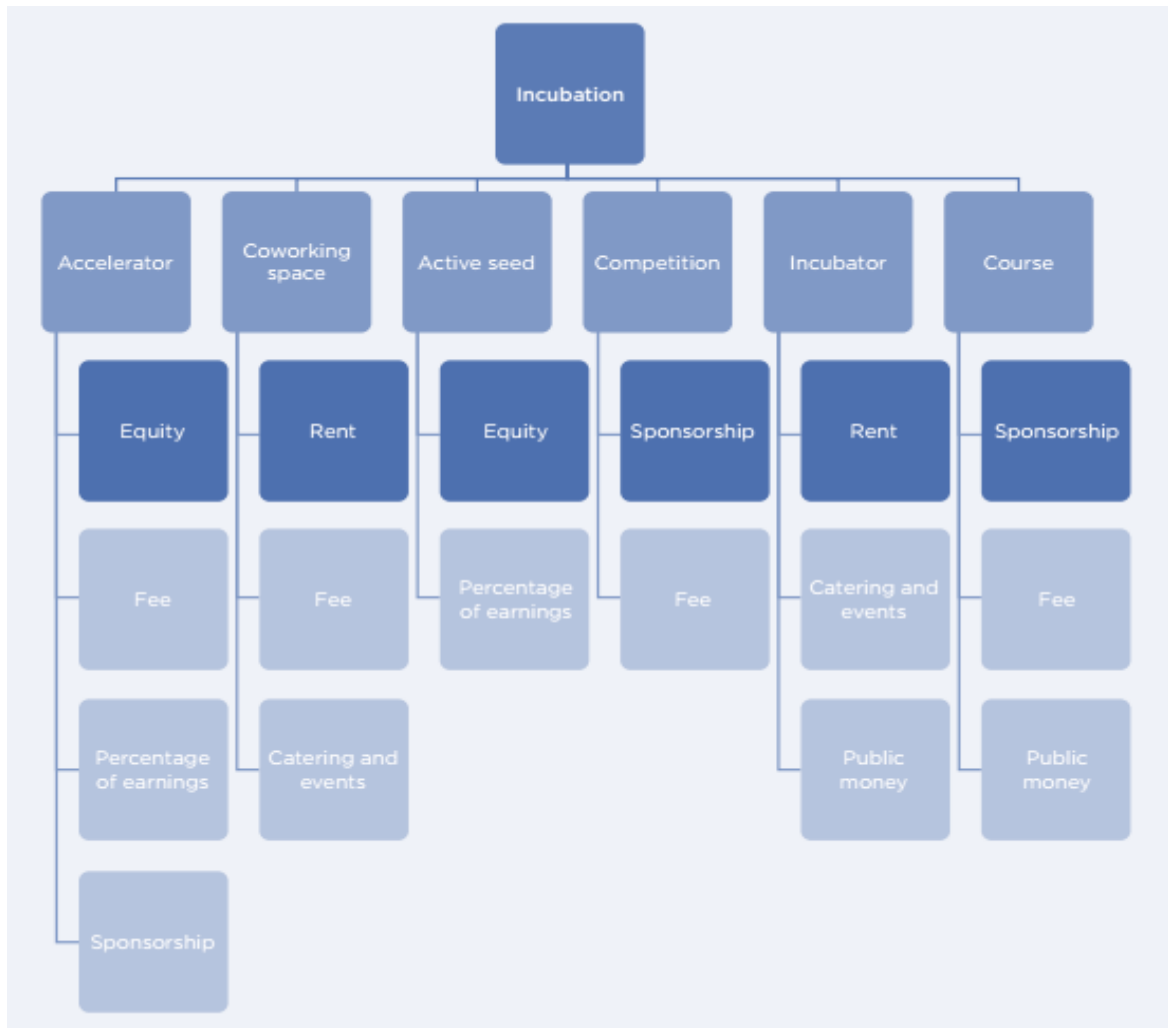 Incubation
Accelerator
Coworking
space
Active seed
Competition
Incubator
Course
Equity
Rent
Equity
Sponsorship
Rent
Sponsorship
Fee
Fee
Percentage
of earnings
Fee
Catering and
events
Fee
Percentage
of earnings
Catering and
events
Public
money
Public
money
Sponsorship